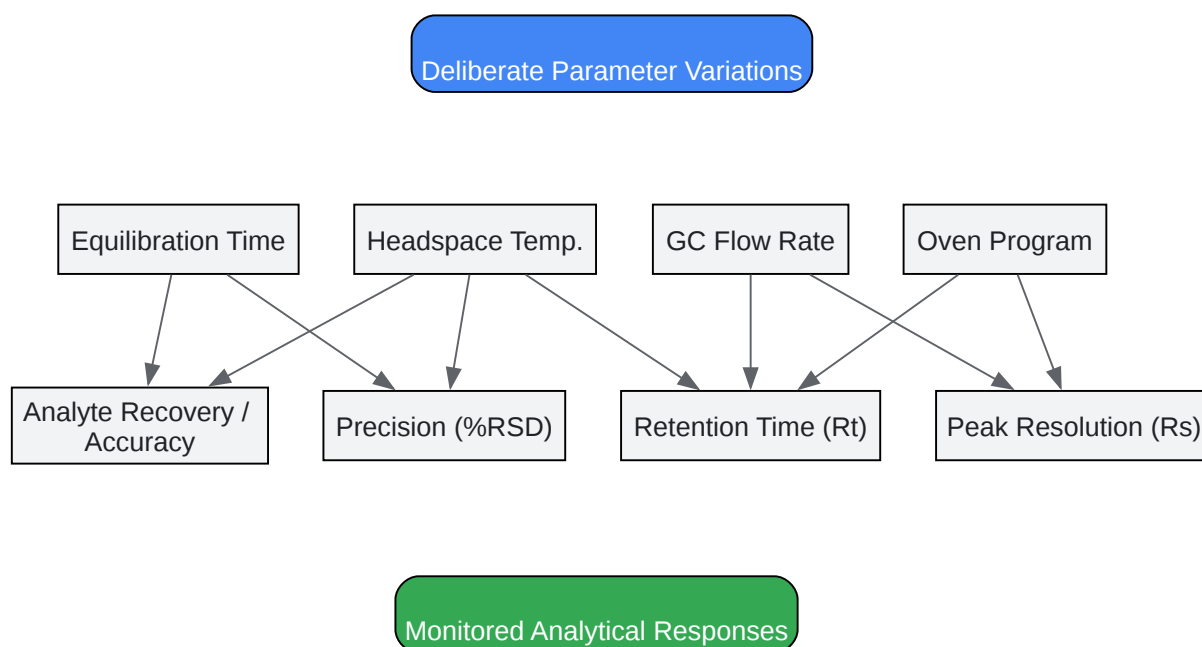 Deliberate Parameter Variations
Equilibration Time
Headspace Temp.
GC Flow Rate
Oven Program
Analyte Recovery /
Accuracy
Precision (%RSD)
Retention Time (Rt)
Peak Resolution (Rs)
Monitored Analytical Responses